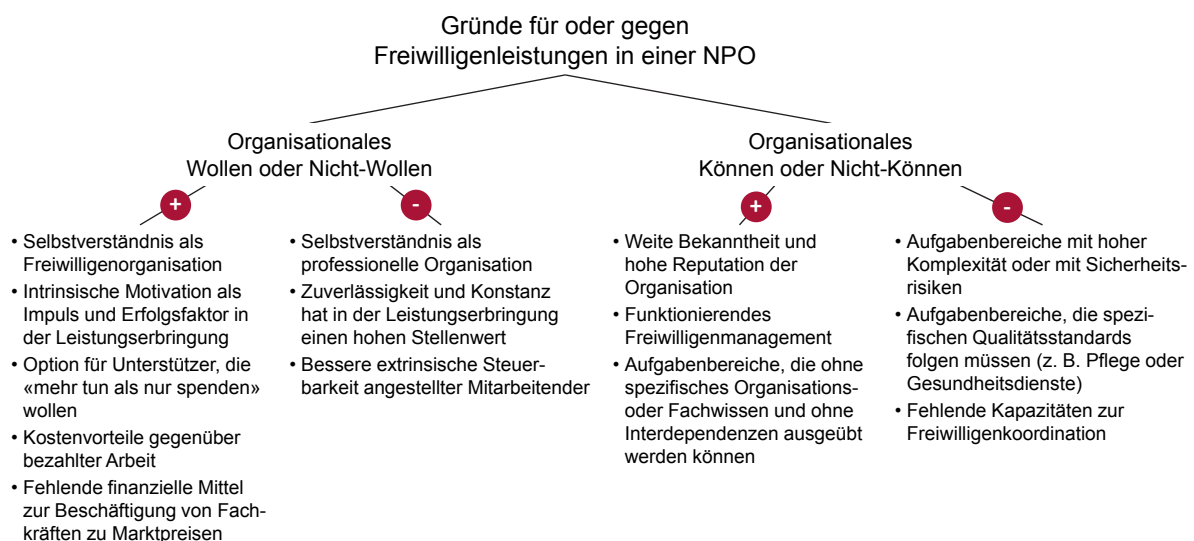 Gründe für oder gegen
Freiwilligenleistungen in einer NPO
Organisationales
Wollen oder Nicht-Wollen
+
-
• Selbstverständnis als
Freiwilligenorganisation
• Intrinsische Motivation als
Impuls und Erfolgsfaktor in
der Leistungserbringung
• Option für Unterstützer, die
«mehr tun als nur spenden»
wollen
• Kostenvorteile gegenüber
bezahlter Arbeit
• Fehlende finanzielle Mittel
zur Beschäftigung von Fach-
kräften zu Marktpreisen
• Selbstverständnis als
professionelle Organisation
• Zuverlässigkeit und Konstanz
hat in der Leistungserbringung
einen hohen Stellenwert
• Bessere extrinsische Steuer-
barkeit angestellter Mitarbeitender
Organisationales
Können oder Nicht-Können
+
-
• Weite Bekanntheit und
hohe Reputation der
Organisation
• Funktionierendes
Freiwilligenmanagement
• Aufgabenbereiche, die ohne
spezifisches Organisations-
oder Fachwissen und ohne
Interdependenzen ausgeübt
werden können
• Aufgabenbereiche mit hoher
Komplexität oder mit Sicherheits-
risiken
• Aufgabenbereiche, die spezi-
fischen Qualitätsstandards
folgen müssen (z. B. Pflege oder
Gesundheitsdienste)
• Fehlende Kapazitäten zur
Freiwilligenkoordination